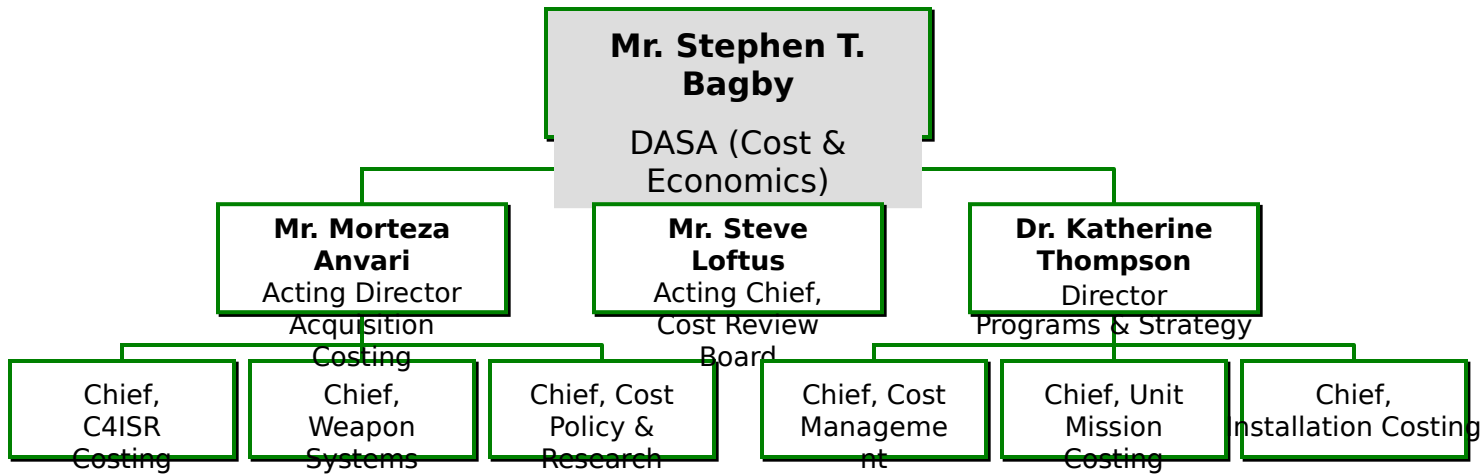 Mr. Stephen T.
Bagby
DASA (Cost &
Economics)
Mr. Morteza
Anvari
Acting Director
Acquisition
Costing
Mr. Steve
Loftus
Acting Chief,
Cost Review
Board
Dr. Katherine
Thompson
Director
Programs & Strategy
Chief,
C4ISR
Costing
Chief,
Weapon
Systems
Chief, Cost
Policy &
Research
Chief, Cost
Manageme
nt
Chief, Unit
Mission
Costing
Chief,
Installation Costing